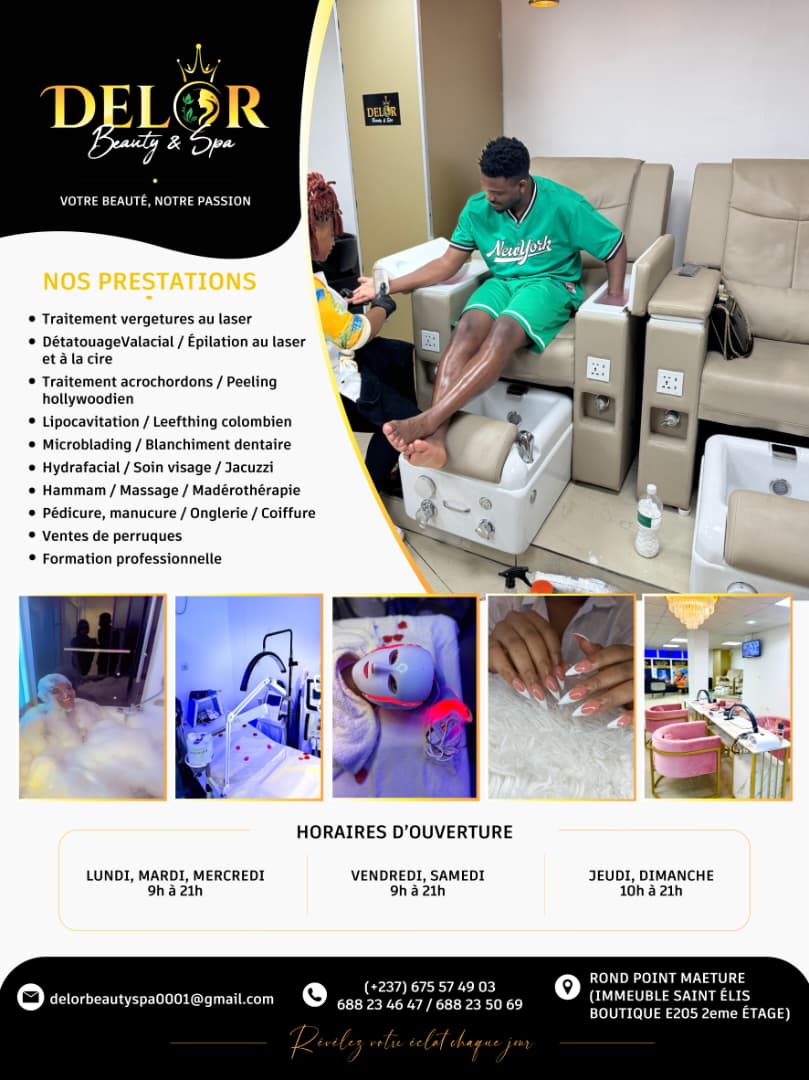 DELOR
Beauty & Spa
VOTRE BEAUTÉ, NOTRE PASSION
DELOR
Beauty & Spa
NewYork
NOS PRESTATIONS
• Traitement vergetures au laser
• DétatouageValacial / Épilation au laser
et à la cire
• Traitement acrochordons / Peeling
hollywoodien
• Lipocavitation / Leefthing colombien
• Microblading / Blanchiment dentaire
• Hydrafacial / Soin visage / Jacuzzi
• Hammam / Massage / Madérothérapie
• Pédicure, manucure / Onglerie / Coiffure
• Ventes de perruques
• Formation professionnelle
HORAIRES D’OUVERTURE
LUNDI, MARDI, MERCREDI
9h à 21h
VENDREDI, SAMEDI
9h à 21h
JEUDI, DIMANCHE
10h à 21h
delorbeautyspa0001@gmail.com
(+237) 675 57 49 03
688 23 46 47 / 688 23 50 69
ROND POINT MAETURE
(IMMEUBLE SAINT ÉLIS
BOUTIQUE E205 2eme ÉTAGE)
Révélez votre éclat chaque jour